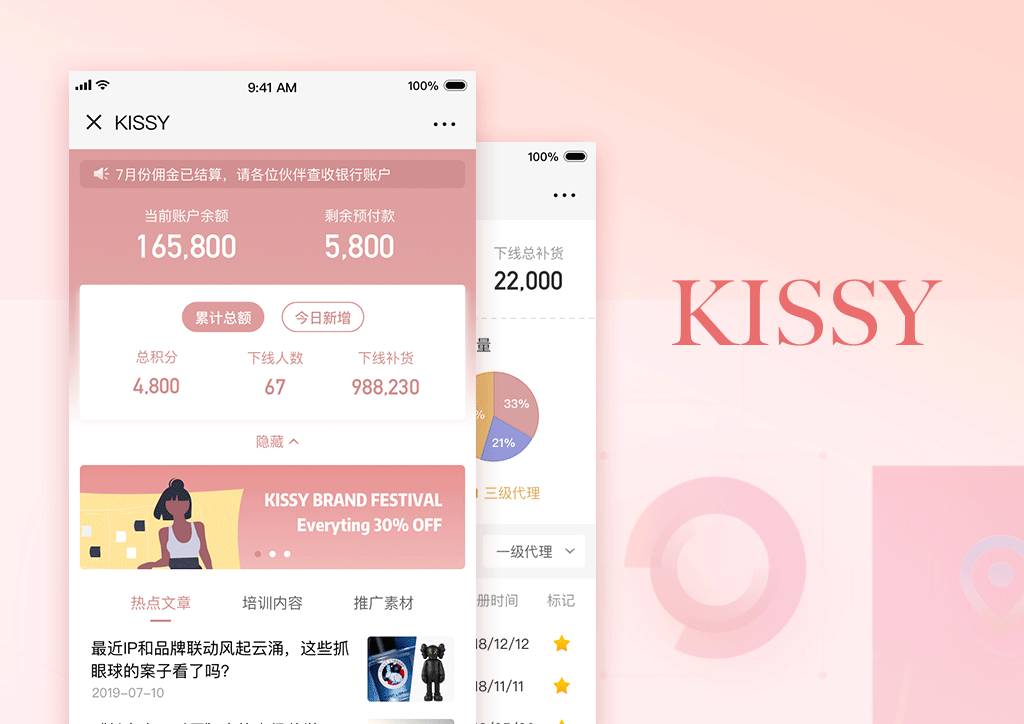 9:41 AM
100%
KISSY
7月份佣金已结算，请各位伙伴查收银行账户
当前账户余额
剩余预付款
165,800
5,800
累计总额
今日新增
总积分
下线人数
下线补货
4,800
67
988,230
隐藏
KISSY BRAND FESTIVAL
Everyting 30% OFF
热点文章
培训内容
推广素材
最近IP和品牌联动风起云涌，这些抓
眼球的案子看了吗?
2019-07-10
100%
下线总补货
22,000
量
33%
%
21%
三级代理
一级代理
册时间
标记
18/12/12
18/11/11
KISSY